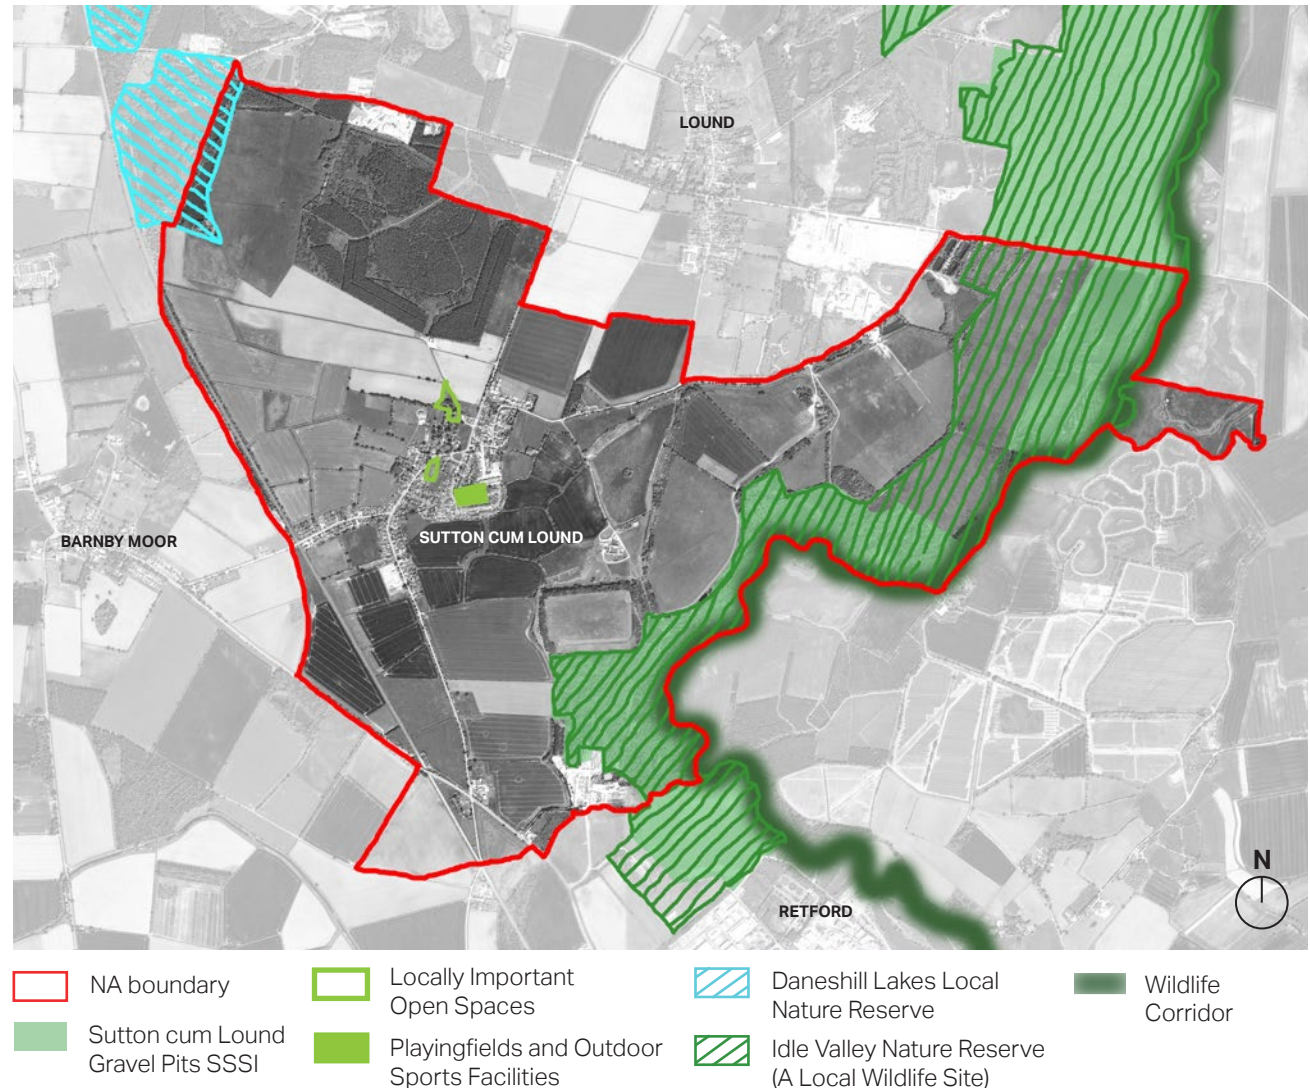 LOUND
BARNBY MOOR
SUTTON CUM LOUND
N
RETFORD
NA boundary
Sutton cum Lound
Gravel Pits SSSI
Locally Important
Open Spaces
Playingfields and Outdoor
Sports Facilities
Daneshill Lakes Local
Nature Reserve
Idle Valley Nature Reserve
(A Local Wildlife Site)
Wildlife
Corridor